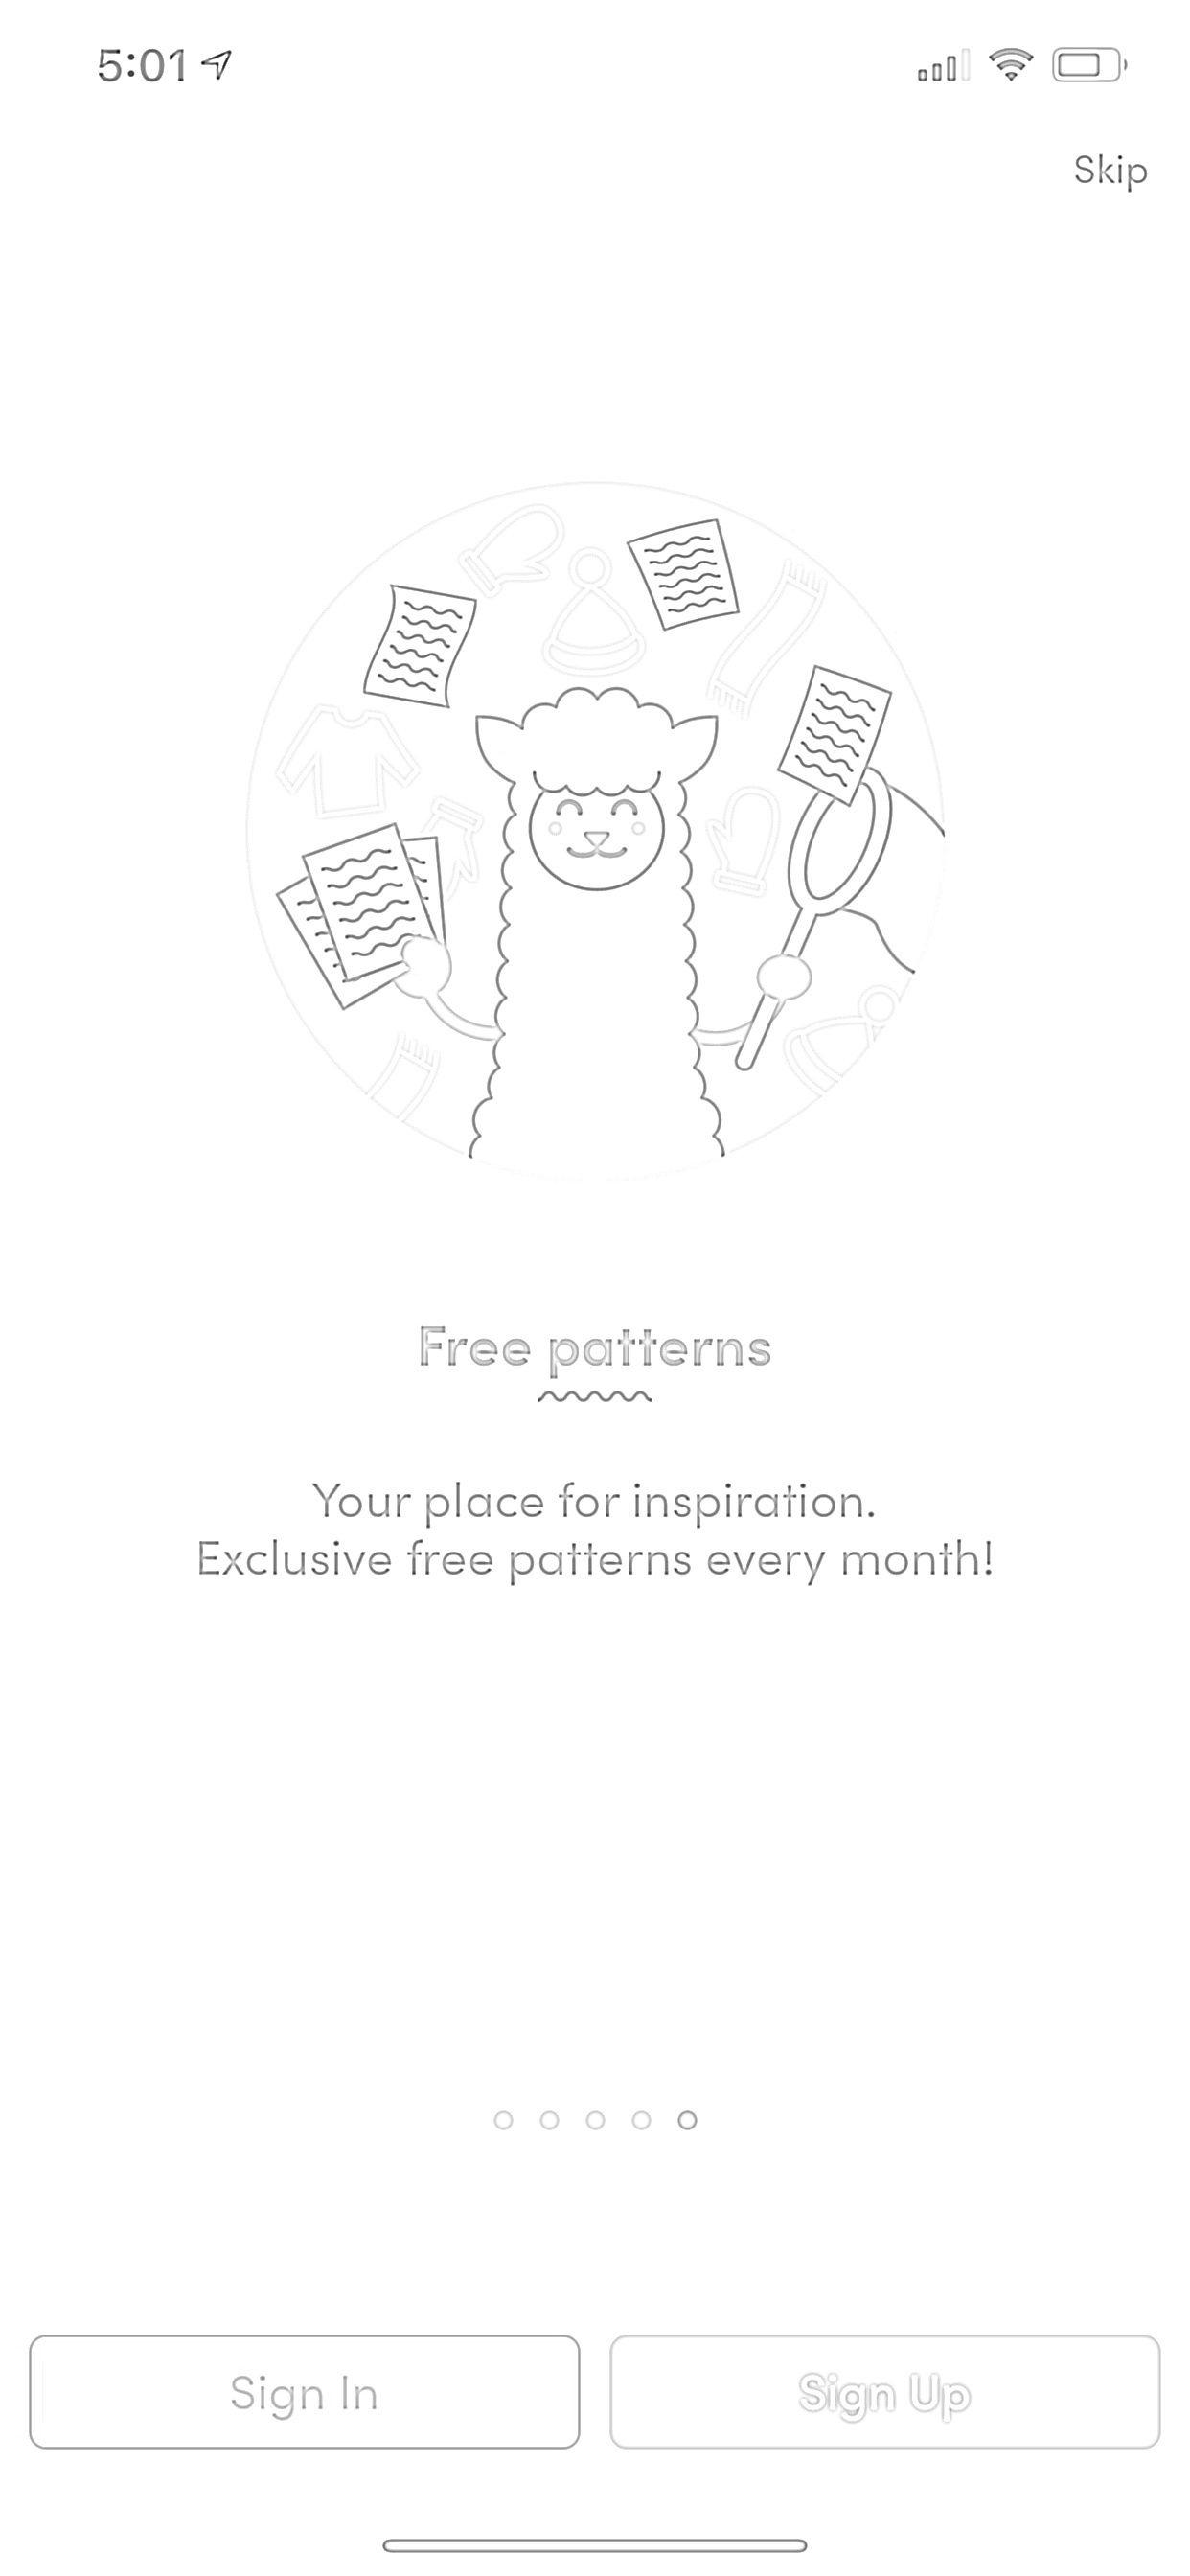 5:01
Skip
Free patterns
Your place for inspiration.
Exclusive free patterns every month!
Sign In
Sign Up